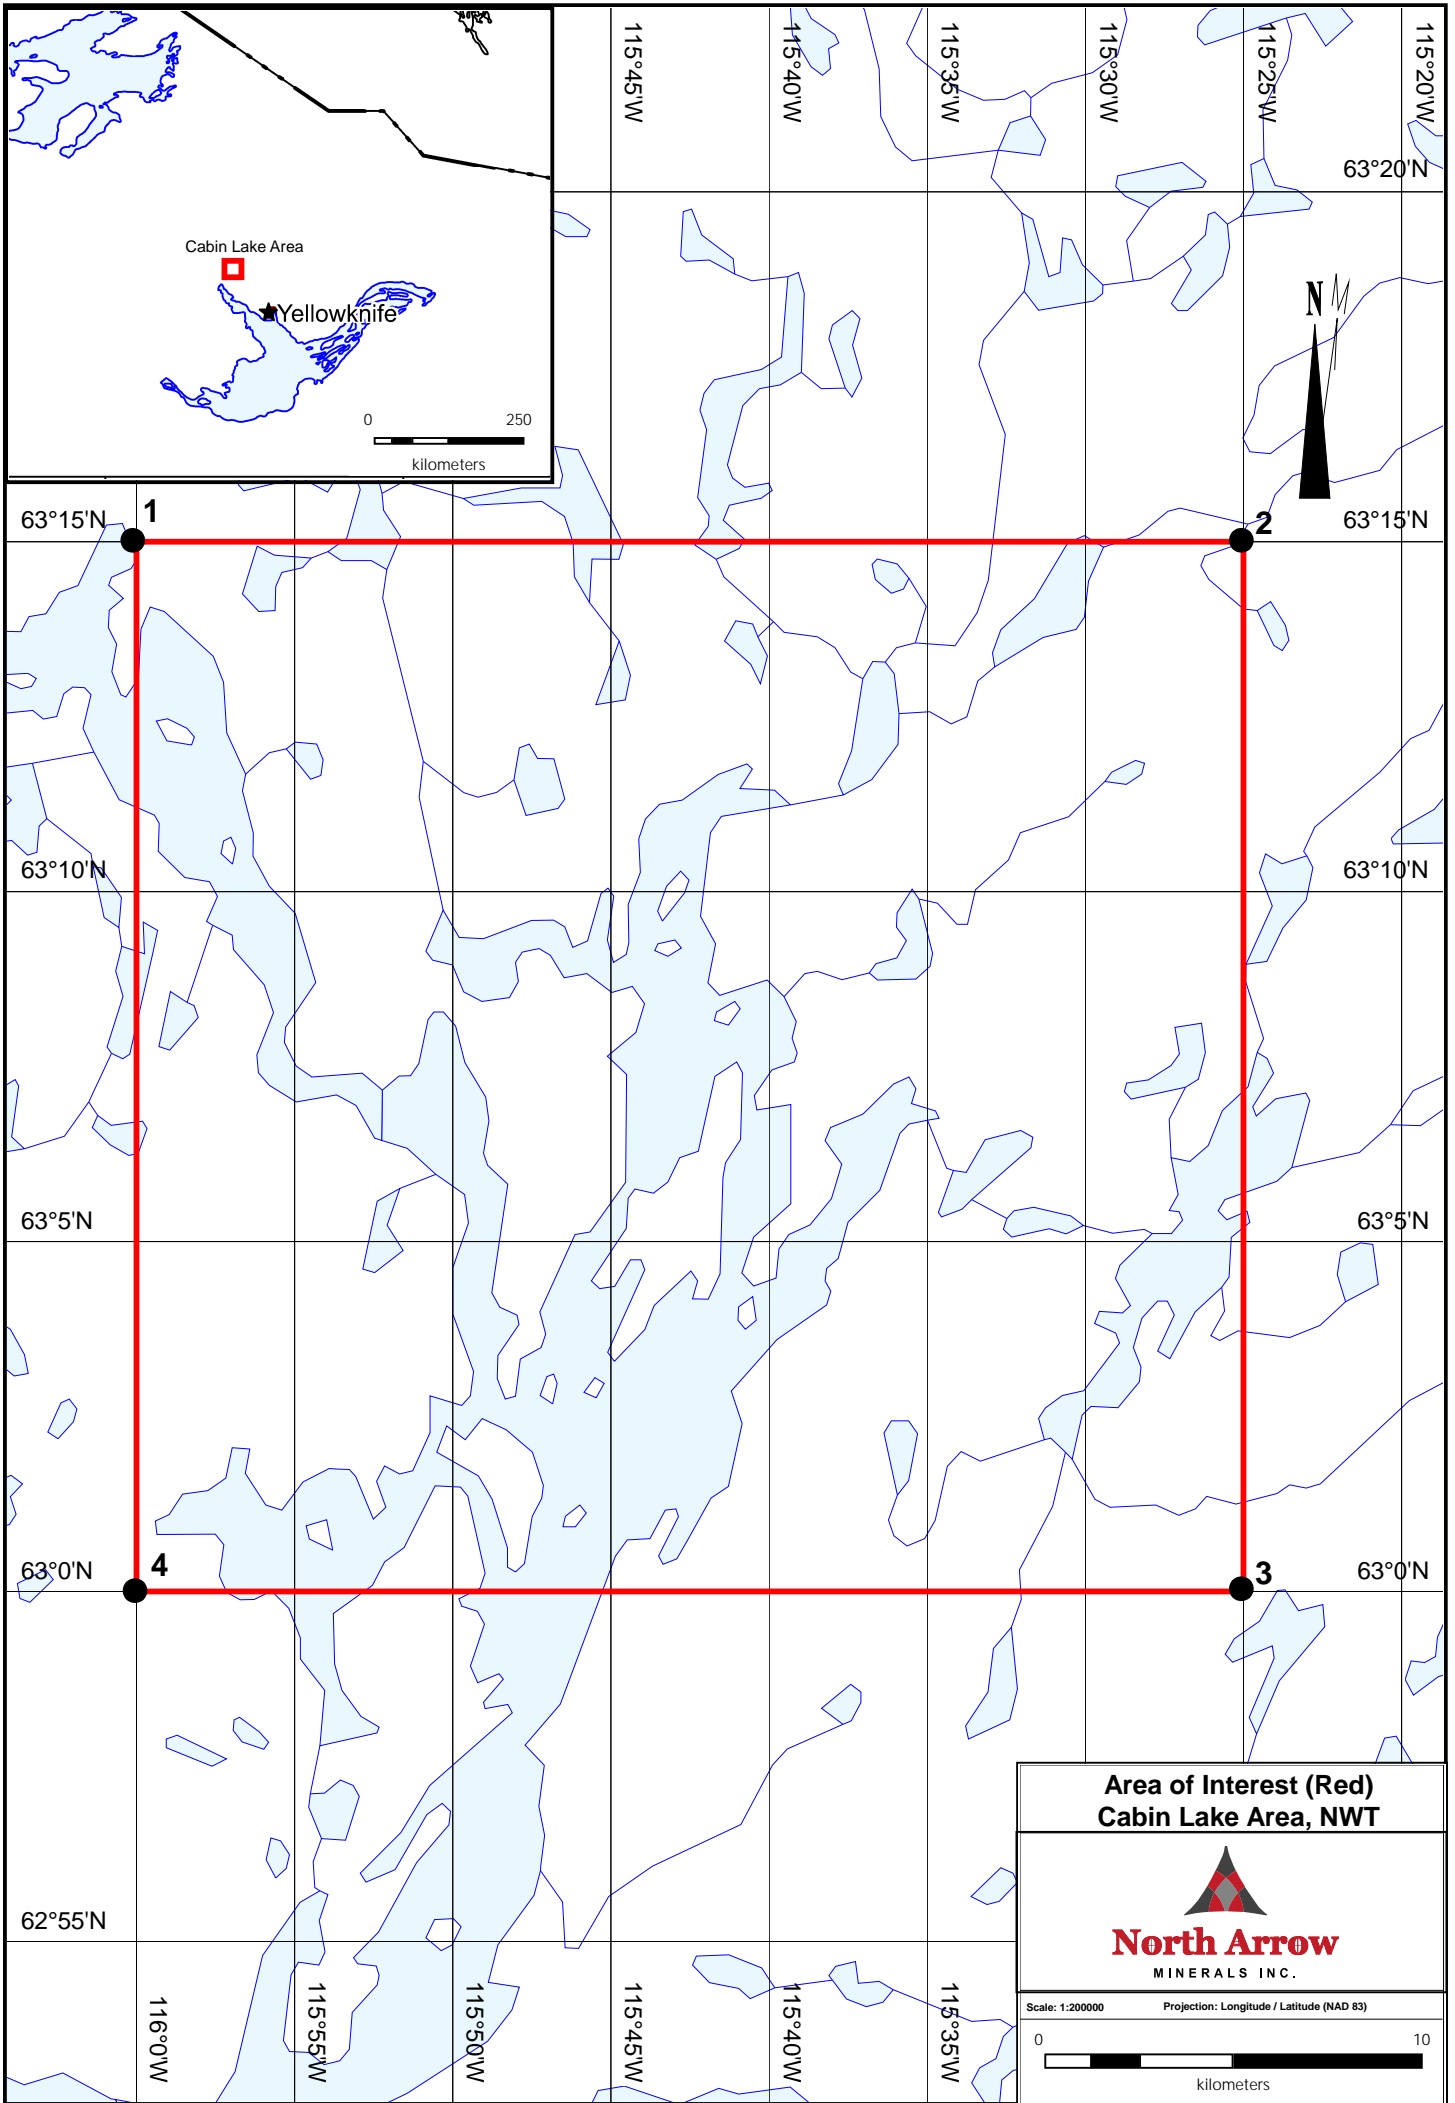 Cabin Lake Area
Yellowknife
0 250
kilometers
115°45'W
115°40'W
115°35'W
115°30'W
115°25'W
115°20'W
63°20'N
N M
1
2
63°15'N
63°15'N
63°10'N
63°10'N
63°5'N
63°5'N
4
3
63°0'N
63°0'N
62°55'N
116°0'W
115°55'W
115°50'W
115°45'W
115°40'W
115°35'W
Area of Interest (Red)
Cabin Lake Area, NWT
North Arrow
MINERALS INC.
Scale: 1:200000 Projection: Longitude / Latitude (NAD 83)
0 10
kilometers